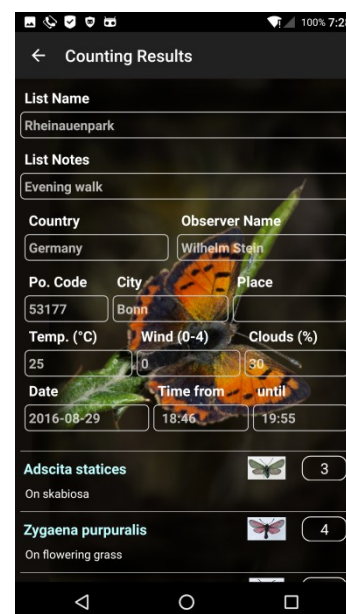 100% 7:28
Counting Results
List Name
Rheinauenpark
List Notes
Evening walk
Country Observer Name
Germany Wilhelm Stein
Po. Code City Place
53177 Bonn
Temp. (°C) Wind (0-4) Clouds (%)
25 0 30
Date Time from until
2016-08-29 18:46 19:55
Adscita statices 3
On skabiosa
Zygaena purpuralis 4
On flowering grass